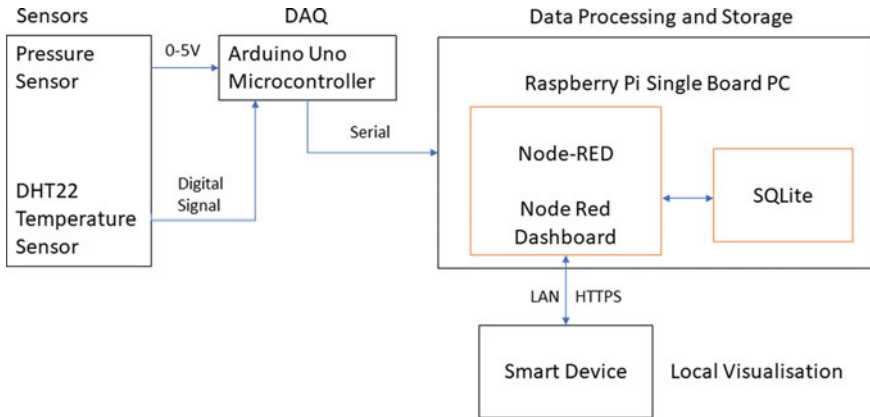 Sensors
DAQ
Data Processing and Storage
Pressure
Sensor
0-5V
Arduino Uno
Microcontroller
Raspberry Pi Single Board PC
Serial
DHT22
Temperature
Sensor
Digital
Signal
Node-RED
Node Red
Dashboard
SQLite
LAN
HTTPS
Smart Device
Local Visualisation